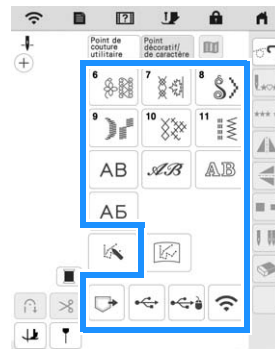 Point de
couture
utilitaire
Point
décoratif/
de caractère
6
7
8
9
10
11
AB
AB
AB
АБ